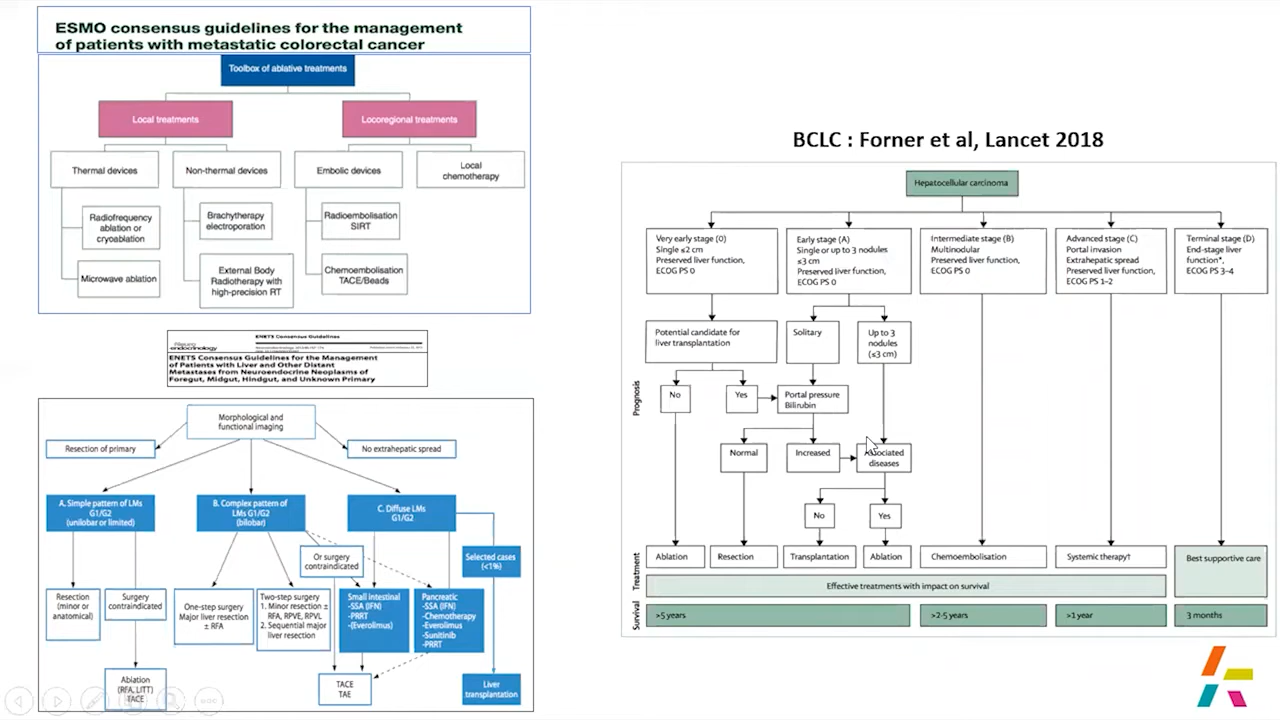 ESMO consensus guidelines for the management
of patients with metastatic colorectal cancer
Toolbox of ablative treatments
Local treatments
Locoregional treatments
Thermal devices
Non-thermal devices
Embolic devices
Local
chemotherapy
Radiofrequency
ablation or
cryoablation
Brachytherapy
electroporation
Radioembolisation
SIRT
Microwave ablation
External Body
Radiotherapy with
high-precision RT
Chemoembolisation
TACE/Beads
ENETS Consensus Guidelines
endocrinology
ENETS Consensus Guidelines for the Management
of Patients with Liver and Other Distant
Metastases from Neuroendocrine Neoplasms of
Foregut, Midgut, Hindgut, and Unknown Primary
Morphological and
functional imaging
Resection of primary
No extrahepatic spread
A. Simple pattern of LMs
G1/G2
(unilobar or limited)
B. Complex pattern of
LMs G1/G2
(bilobar)
C. Diffuse LMs
G1/G2
Or surgery
contraindicated
Selected cases
(<1%)
Resection
(minor or
anatomical)
Surgery
contraindicated
One-step surgery
Major liver resection
± RFA
Two-step surgery
1. Minor resection ±
RFA, RPVE, RPVL
2. Sequential major
liver resection
Small intestinal
-SSA (IFN)
-PRRT
-(Everolimus)
Pancreatic
-SSA (IFN)
-Chemotherapy
-Everolimus
-Sunitinib
-PRRT
Ablation
(RFA, LITT)
TACE
TACE
TAE
Liver
transplantation
BCLC : Forner et al, Lancet 2018
Hepatocellular carcinoma
Very early stage (0)
Single ≤2 cm
Preserved liver function,
ECOG PS 0
Early stage (A)
Single or up to 3 nodules
≤3 cm
Preserved liver function,
ECOG PS 0
Intermediate stage (B)
Multinodular
Preserved liver function,
ECOG PS 0
Advanced stage (C)
Portal invasion
Extrahepatic spread
Preserved liver function,
ECOG PS 1–2
Terminal stage (D)
End-stage liver
function*,
ECOG PS 3–4
Potential candidate for
liver transplantation
Solitary
Up to 3
nodules
(≤3 cm)
Prognosis
No
Yes
Portal pressure
Bilirubin
Normal
Increased
Associated
diseases
No
Yes
Treatment
Ablation
Resection
Transplantation
Ablation
Chemoembolisation
Systemic therapy†
Best supportive care
Effective treatments with impact on survival
Survival
>5 years
>2·5 years
>1 year
3 months